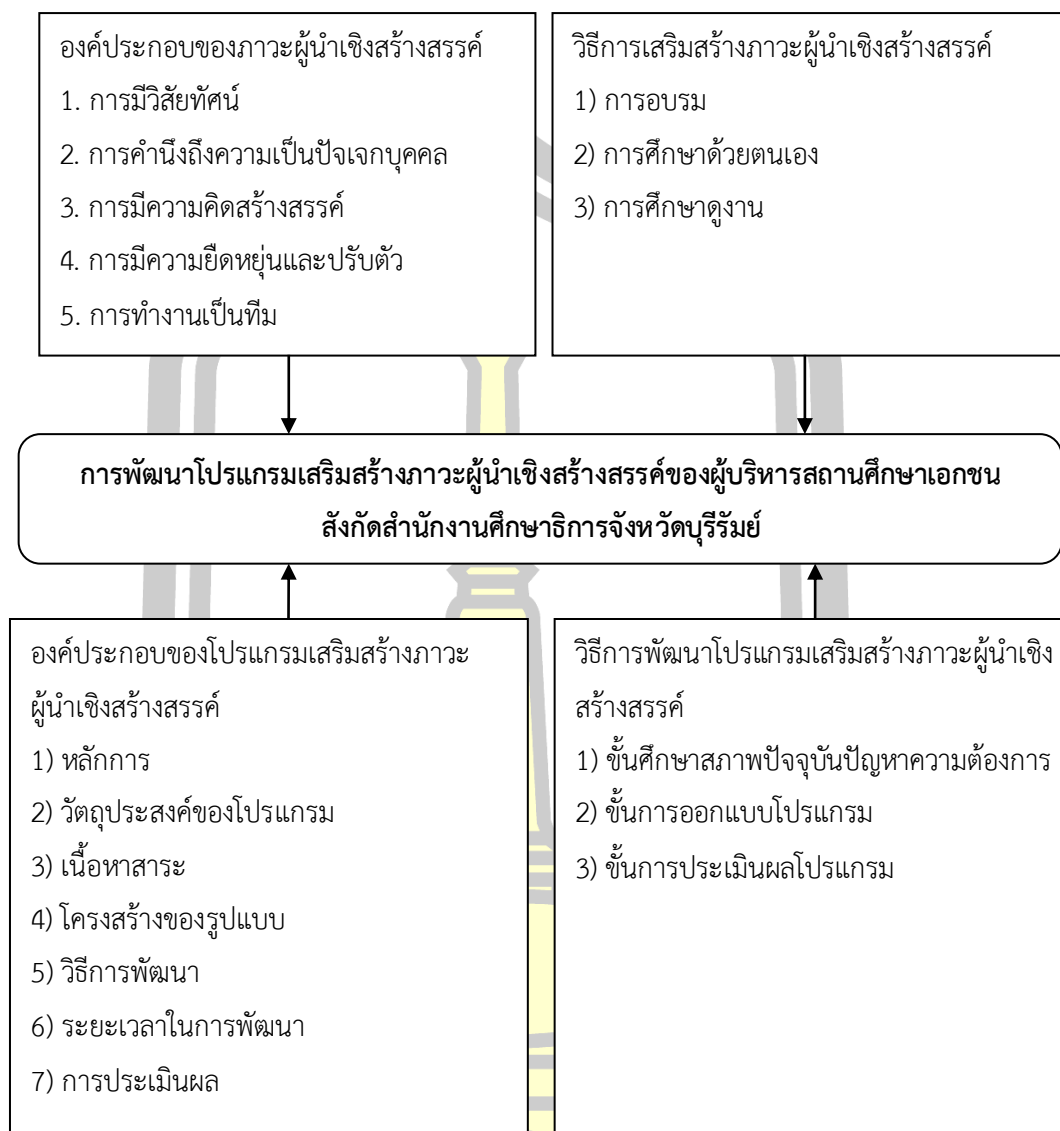 องค์ประกอบของภาวะผู้นำเชิงสร้างสรรค์
1. การมีวิสัยทัศน์
2. การคำนึงถึงความเป็นปัจเจกบุคคล
3. การมีความคิดสร้างสรรค์
4. การมีความยืดหยุ่นและปรับตัว
5. การทำงานเป็นทีม
วิธีการเสริมสร้างภาวะผู้นำเชิงสร้างสรรค์
1) การอบรม
2) การศึกษาด้วยตนเอง
3) การศึกษาดูงาน
การพัฒนาโปรแกรมเสริมสร้างภาวะผู้นำเชิงสร้างสรรค์ของผู้บริหารสถานศึกษาเอกชน
สังกัดสำนักงานศึกษาธิการจังหวัดบุรีรัมย์
องค์ประกอบของโปรแกรมเสริมสร้างภาวะ
ผู้นำเชิงสร้างสรรค์
1) หลักการ
2) วัตถุประสงค์ของโปรแกรม
3) เนื้อหาสาระ
4) โครงสร้างของรูปแบบ
5) วิธีการพัฒนา
6) ระยะเวลาในการพัฒนา
7) การประเมินผล
วิธีการพัฒนาโปรแกรมเสริมสร้างภาวะผู้นำเชิง
สร้างสรรค์
1) ขั้นศึกษาสภาพปัจจุบันปัญหาความต้องการ
2) ขั้นการออกแบบโปรแกรม
3) ขั้นการประเมินผลโปรแกรม